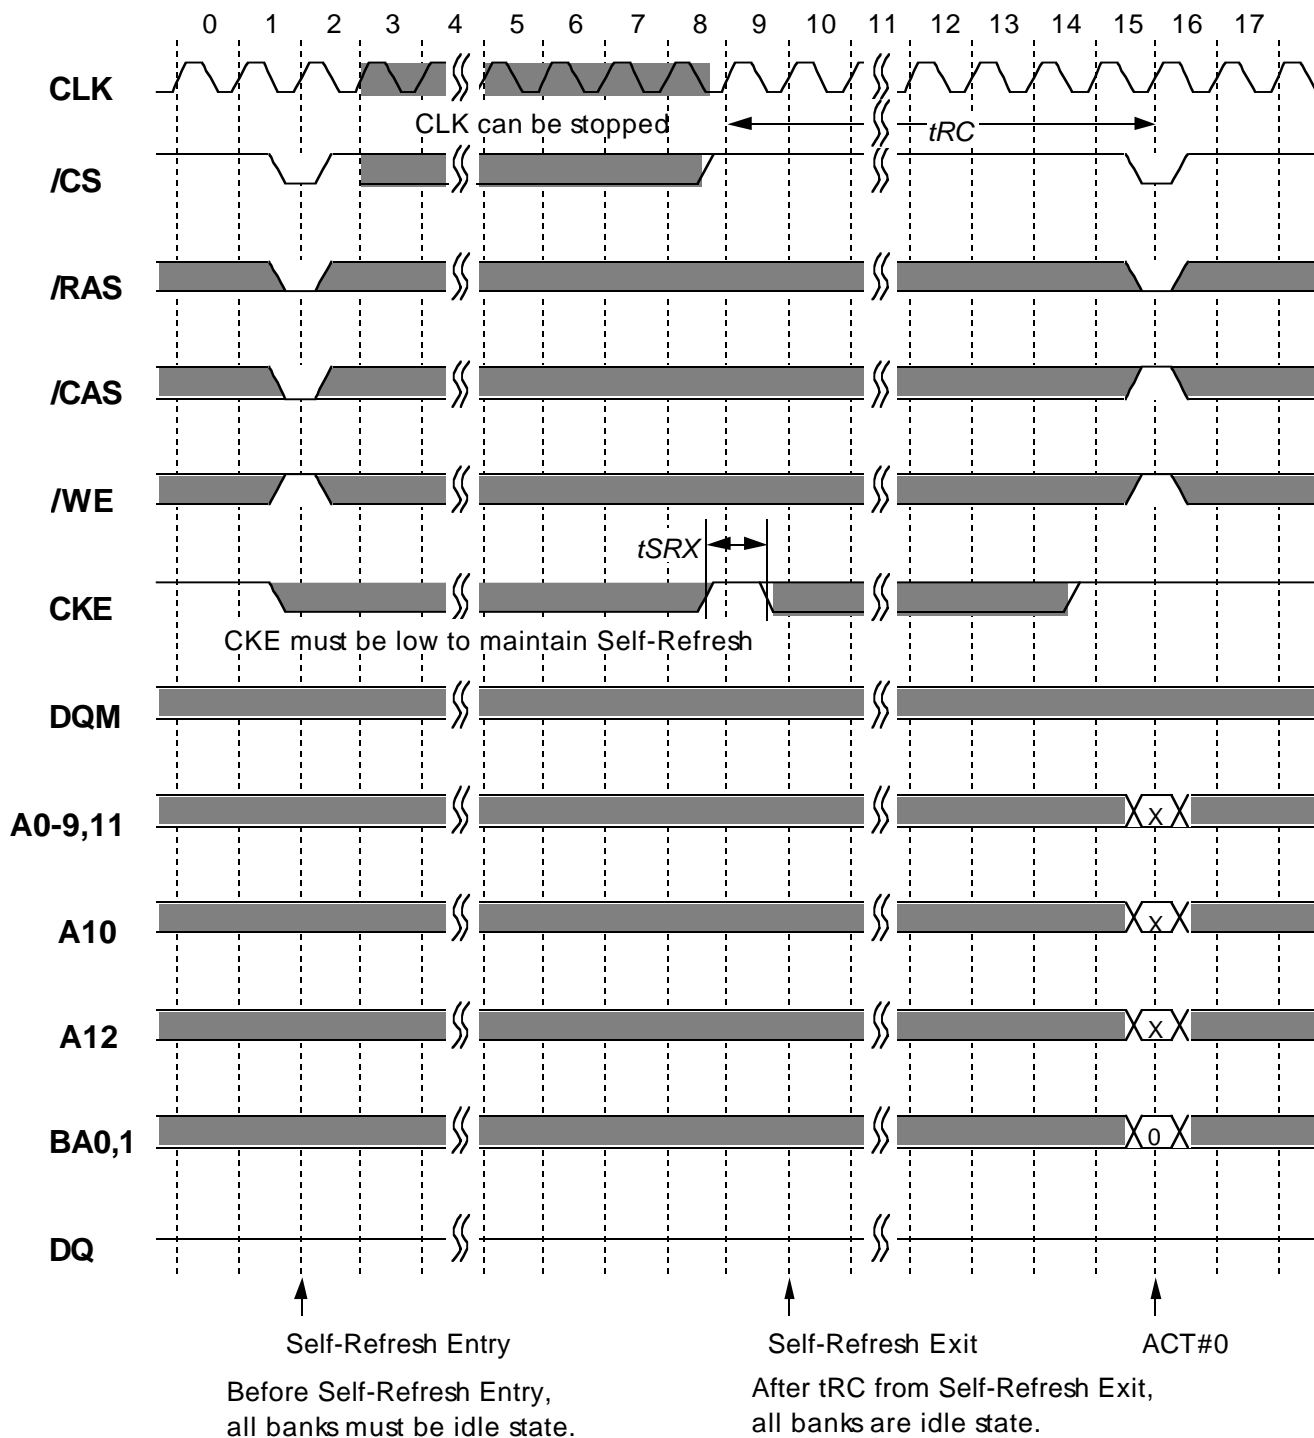 0 1 2 3 4 5 6 7 8 9 10 11 12 13 14 15 16 17
CLK
CLK can be stopped
tRC
/CS
/RAS
/CAS
/WE
tSRX
CKE
CKE must be low to maintain Self-Refresh
DQM
A0-9,11
X
A10
X
A12
X
BA0,1
0
DQ
Self-Refresh Entry
Self-Refresh Exit
ACT#0
Before Self-Refresh Entry,
all banks must be idle state.
After tRC from Self-Refresh Exit,
all banks are idle state.